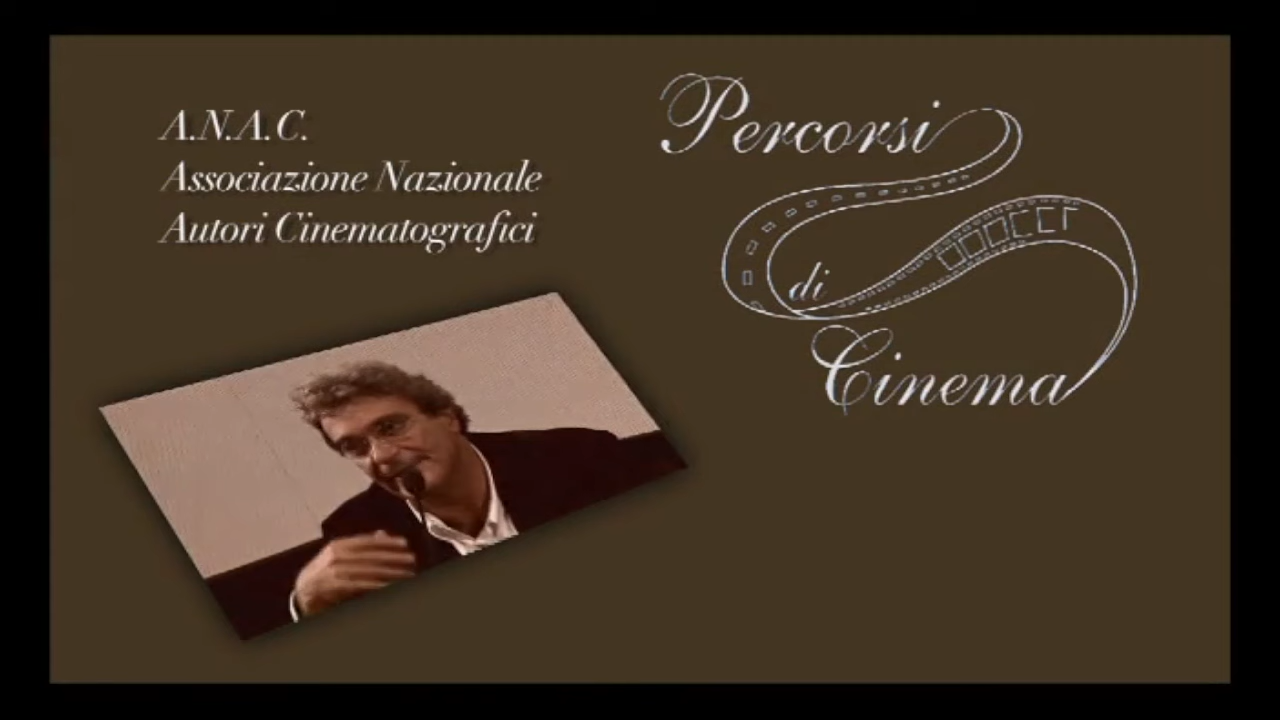 A.N.A.C.
Associazione Nazionale
Autori Cinematografici
Percorsi
di
Cinema